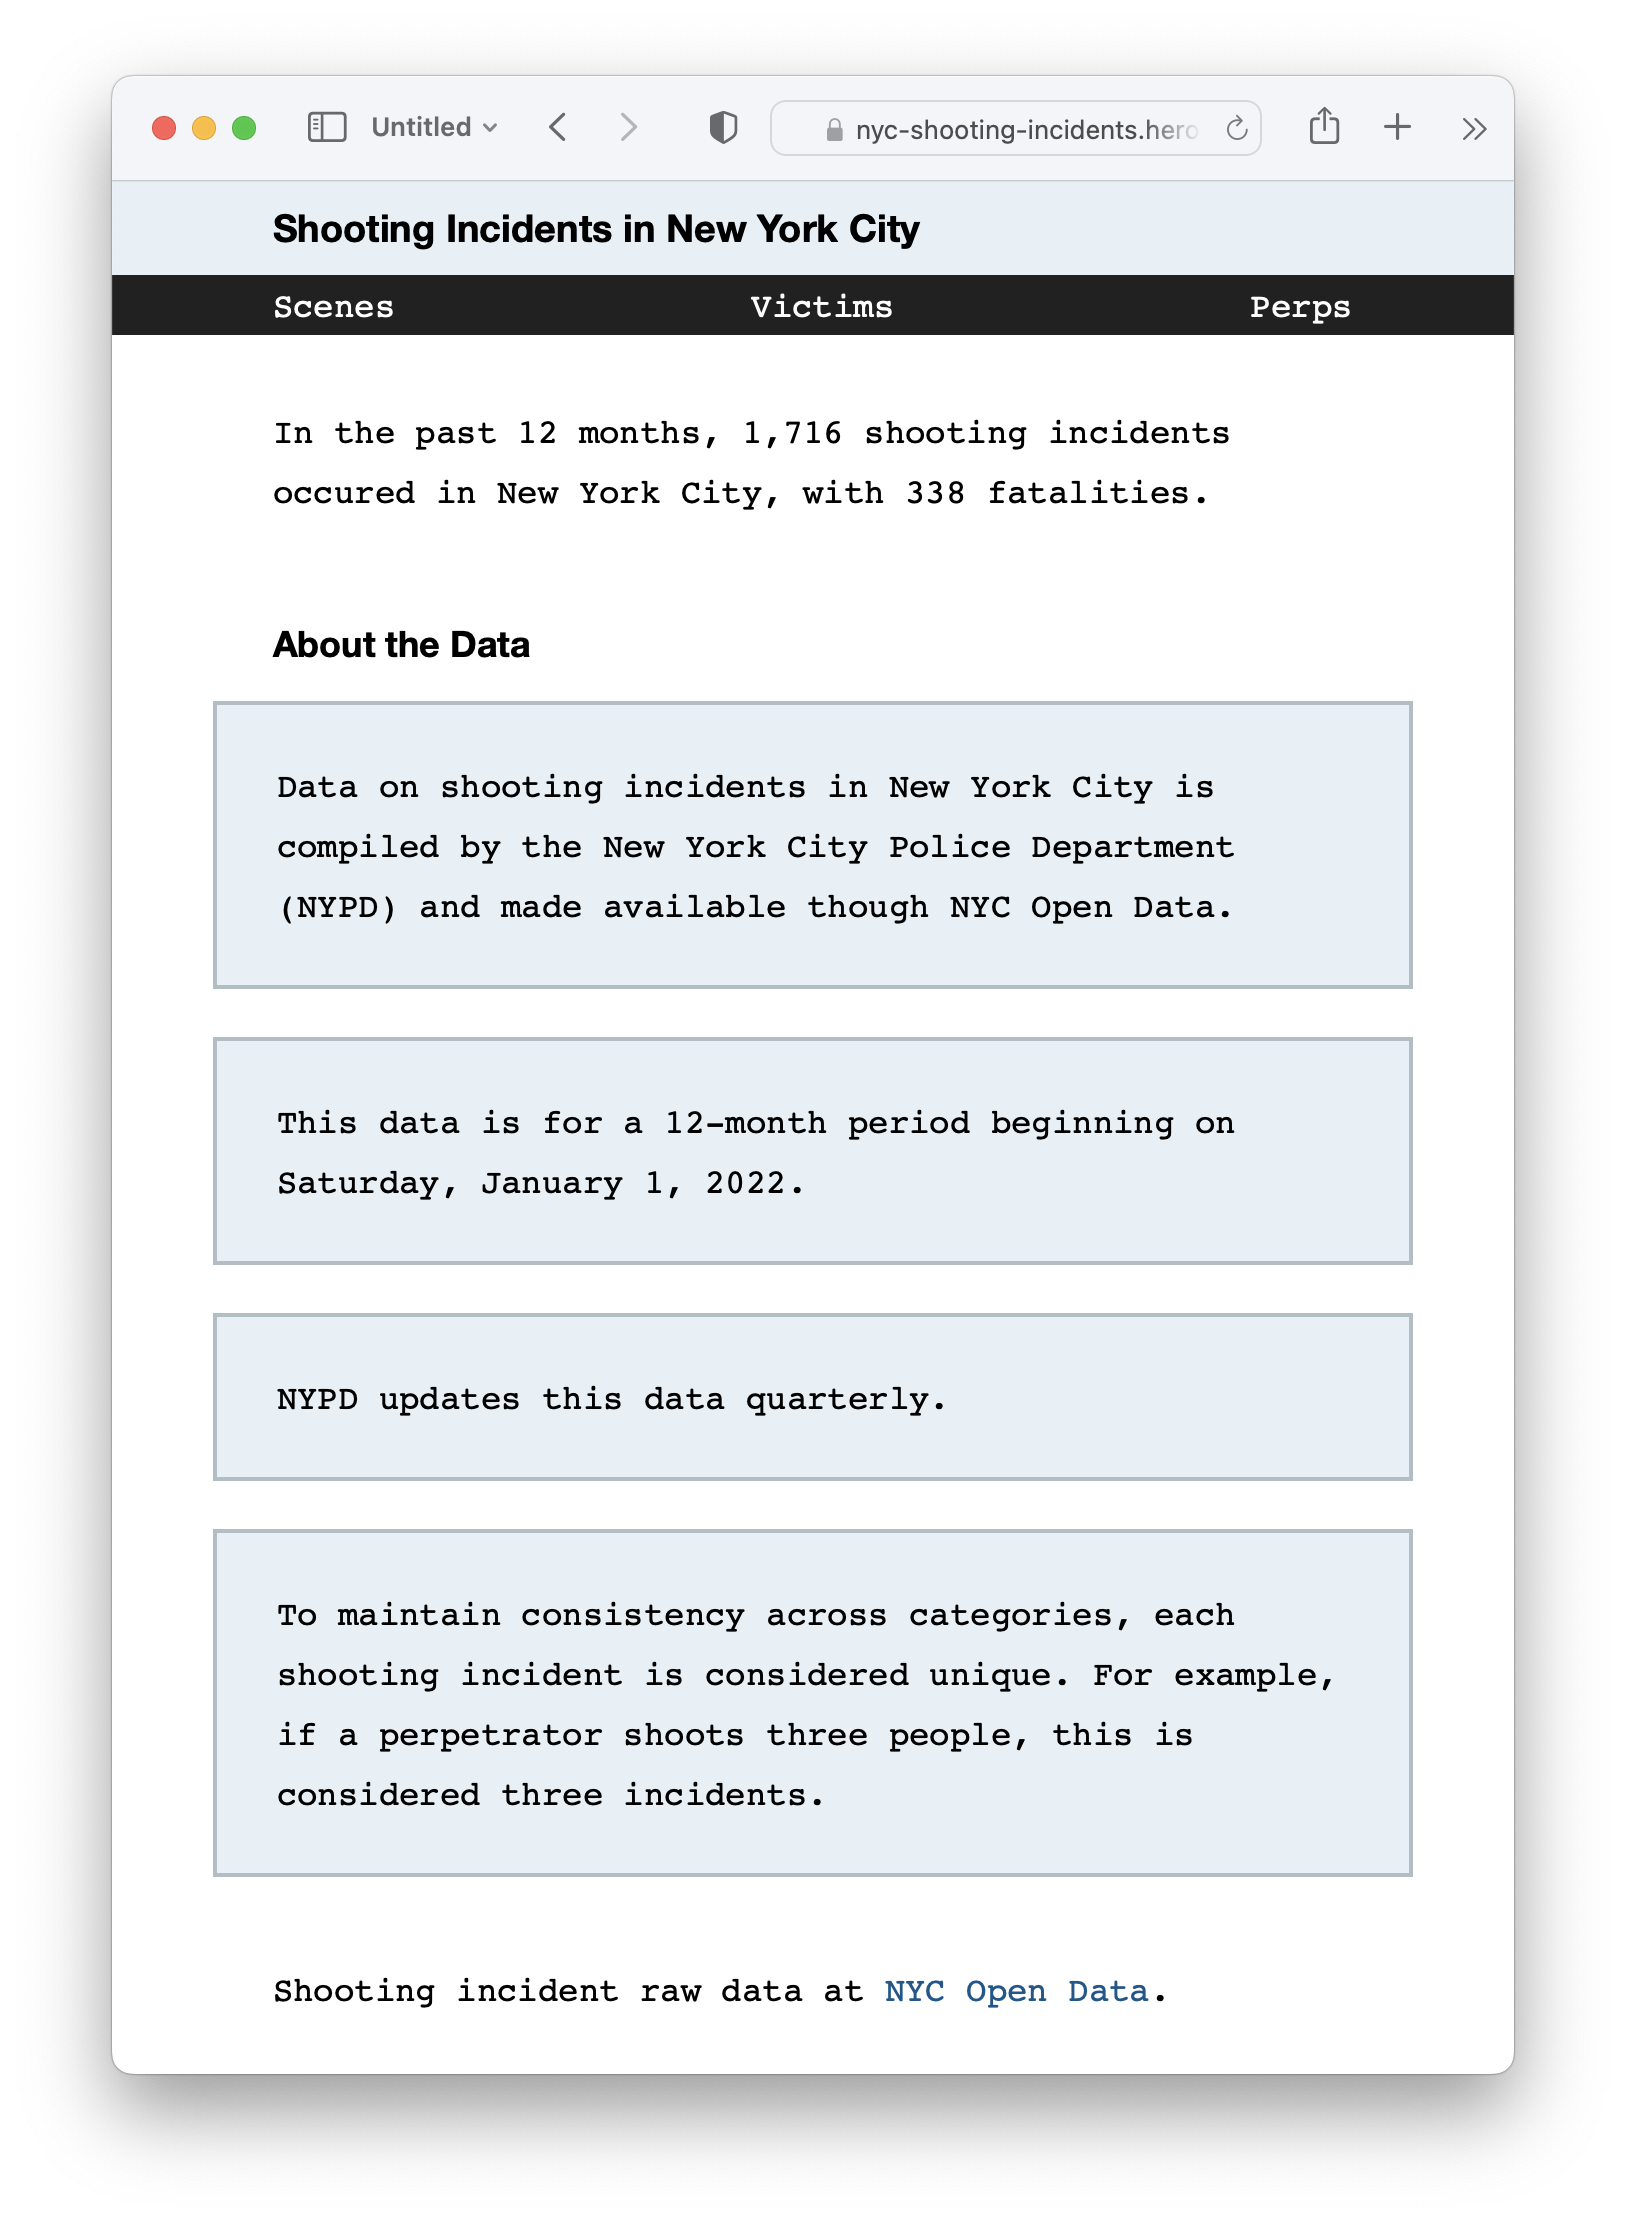 Untitled
nyc-shooting-incidents.hero
Shooting Incidents in New York City
Scenes Victims Perps
In the past 12 months, 1,716 shooting incidents
occured in New York City, with 338 fatalities.
About the Data
Data on shooting incidents in New York City is
compiled by the New York City Police Department
(NYPD) and made available though NYC Open Data.
This data is for a 12-month period beginning on
Saturday, January 1, 2022.
NYPD updates this data quarterly.
To maintain consistency across categories, each
shooting incident is considered unique. For example,
if a perpetrator shoots three people, this is
considered three incidents.
Shooting incident raw data at NYC Open Data.